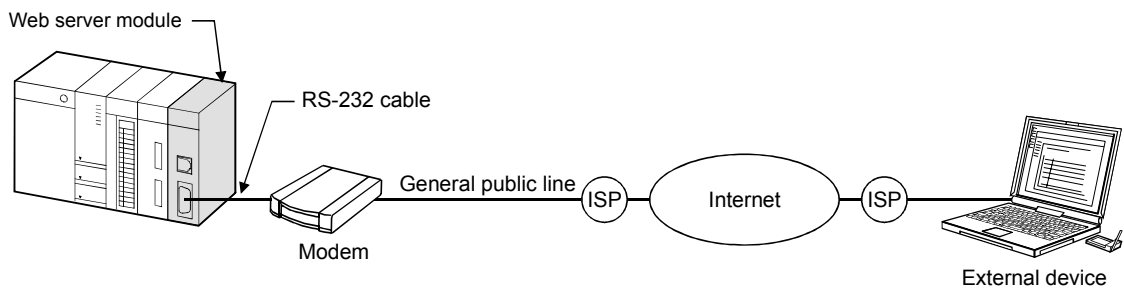 Web server module
RS-232 cable
General public line
ISP
Internet
ISP
Modem
External device